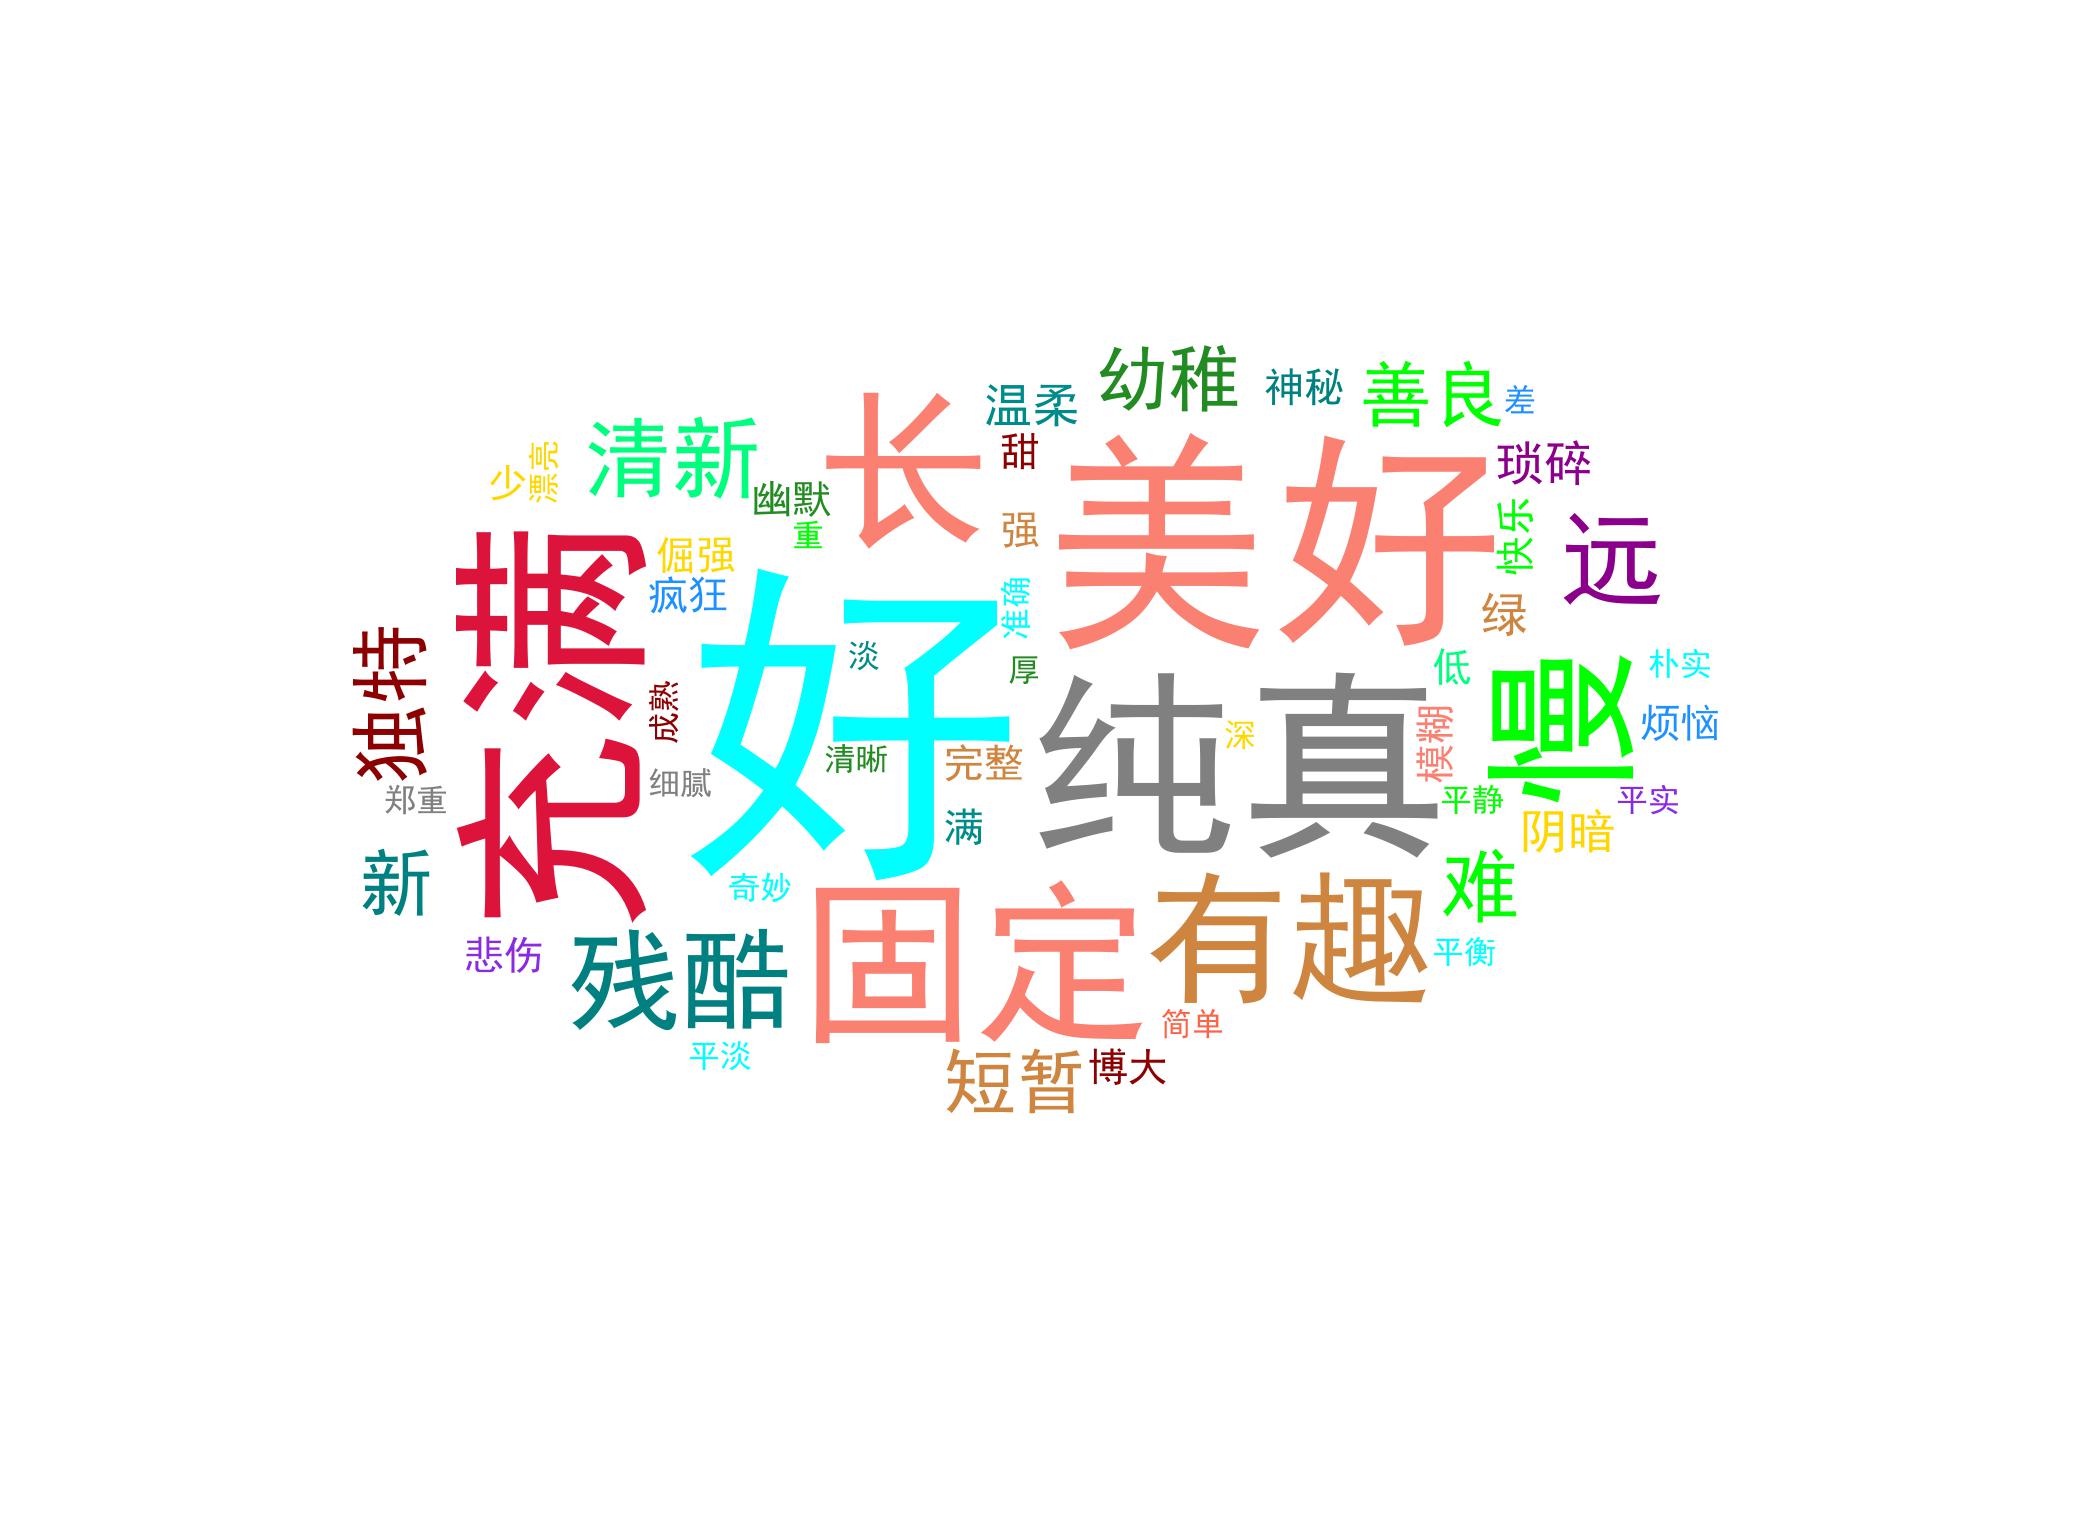 幼稚
神秘
善良
差
温柔
长
清新
甜
美好
琐碎
少
漂亮
幽默
重
强
快乐
远
倔强
疯狂
充满
准确
绿
独特
好
淡
厚
低
慢
朴实
成熟
纯真
深
模糊
烦恼
清晰
完整
细腻
郑重
平静
平实
满
阴暗
新
奇妙
难
固定
有趣
悲伤
残酷
平衡
简单
平淡
短暂
博大